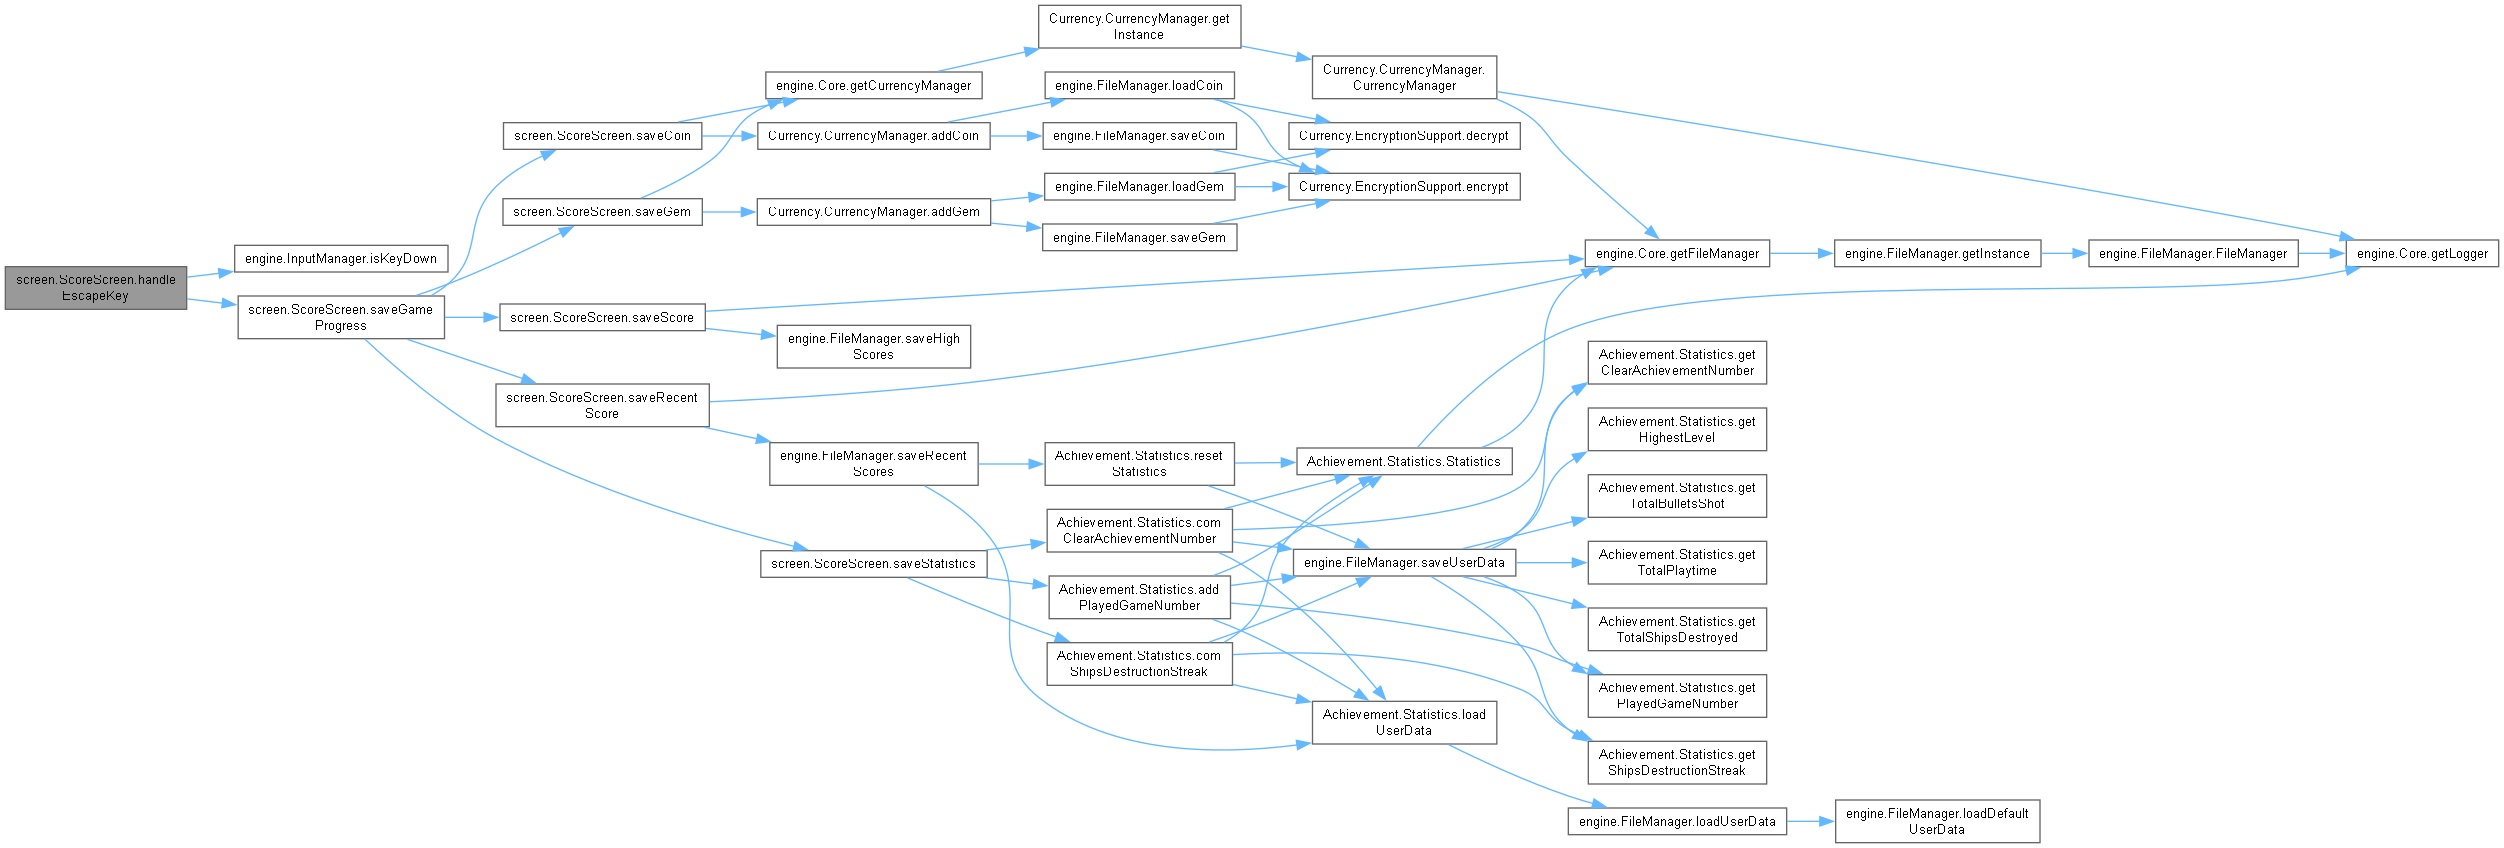 screen.ScoreScreen.handle
EscapeKey
engine.InputManager.isKeyDown
screen.ScoreScreen.saveGame
Progress
screen.ScoreScreen.saveCoin
screen.ScoreScreen.saveGem
screen.ScoreScreen.saveScore
screen.ScoreScreen.saveRecent
Score
screen.ScoreScreen.saveStatistics
engine.Core.getCurrencyManager
Currency.CurrencyManager.addCoin
Currency.CurrencyManager.addGem
engine.FileManager.saveHigh
Scores
engine.FileManager.saveRecent
Scores
Currency.CurrencyManager.get
Instance
engine.FileManager.loadCoin
engine.FileManager.saveCoin
engine.FileManager.loadGem
engine.FileManager.saveGem
Achievement.Statistics.reset
Statistics
Achievement.Statistics.com
ClearAchievementNumber
Achievement.Statistics.add
PlayedGameNumber
Achievement.Statistics.com
ShipsDestructionStreak
Currency.CurrencyManager.
CurrencyManager
Currency.EncryptionSupport.decrypt
Currency.EncryptionSupport.encrypt
Achievement.Statistics.Statistics
engine.FileManager.saveUserData
Achievement.Statistics.load
UserData
engine.Core.getFileManager
Achievement.Statistics.get
ClearAchievementNumber
Achievement.Statistics.get
HighestLevel
Achievement.Statistics.get
TotalBulletsShot
Achievement.Statistics.get
TotalPlaytime
Achievement.Statistics.get
TotalShipsDestroyed
Achievement.Statistics.get
PlayedGameNumber
Achievement.Statistics.get
ShipsDestructionStreak
engine.FileManager.loadUserData
engine.FileManager.getInstance
engine.FileManager.loadDefault
UserData
engine.FileManager.FileManager
engine.Core.getLogger